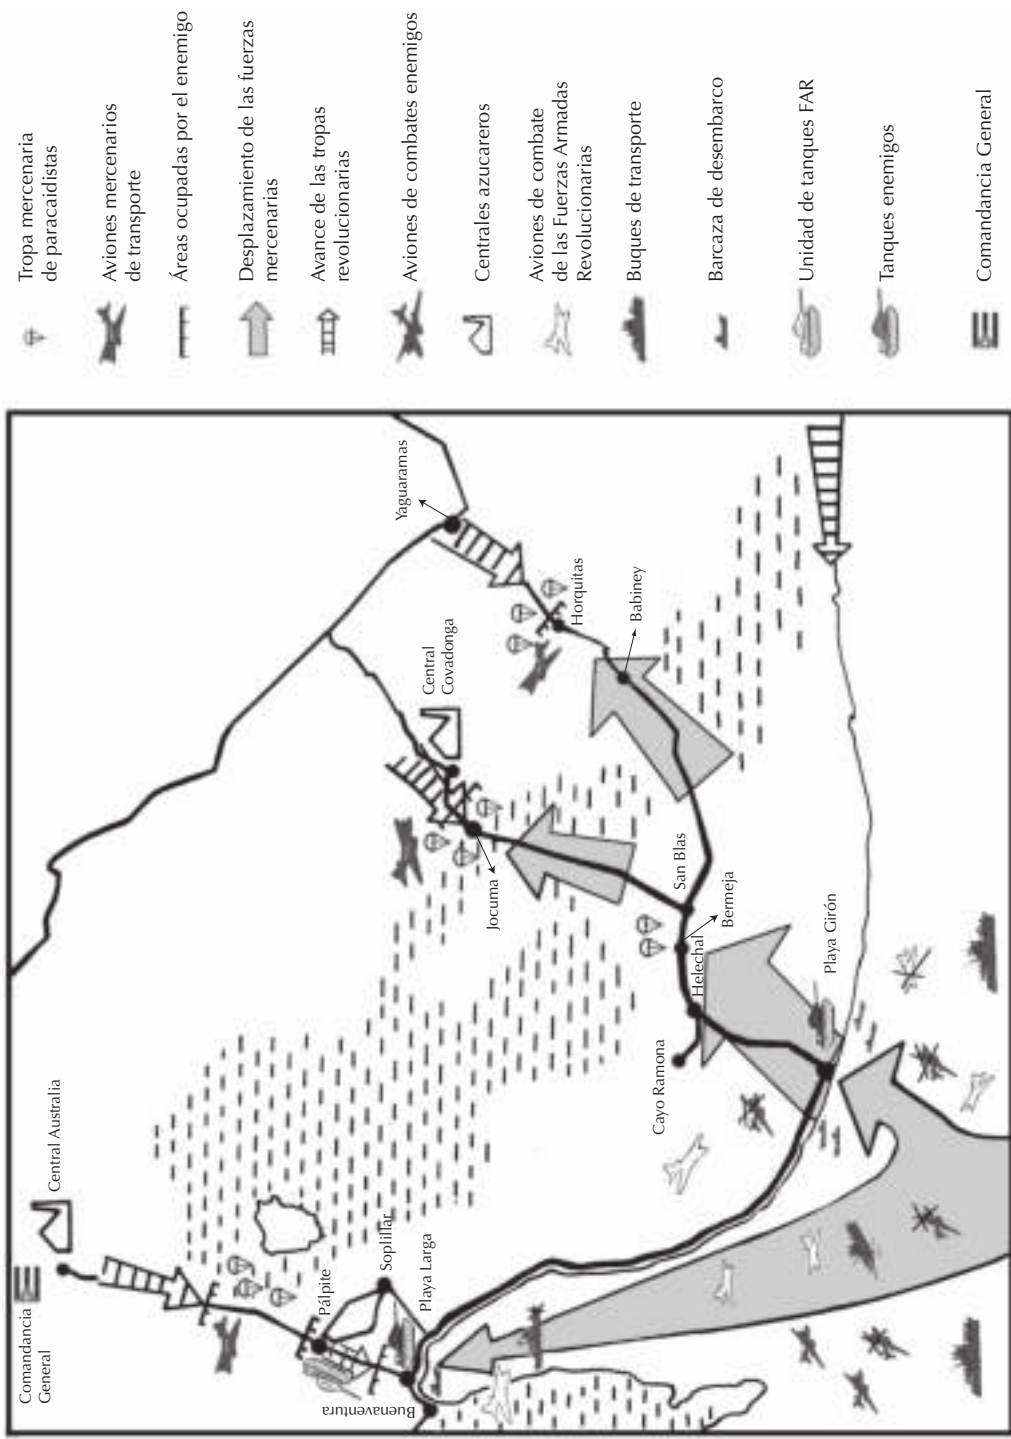 Tropa mercenaria
de paracaidistas
Aviones mercenarios
de transporte
Áreas ocupadas por el enemigo
Desplazamiento de las fuerzas
mercenarias
Avance de las tropas
revolucionarias
Aviones de combates enemigos
Centrales azucareros
Aviones de combate
de las Fuerzas Armadas
Revolucionarias
Buques de transporte
Barcaza de desembarco
Unidad de tanques FAR
Tanques enemigos
Comandancia General
Comandancia
General
Central Australia
Pálpite
Soplillar
Playa Larga
Buenaventura
Yaguaramas
Horquitas
Babiney
Central
Covadonga
Jocuma
San Blas
Bermeja
Helechal
Cayo Ramona
Playa Girón